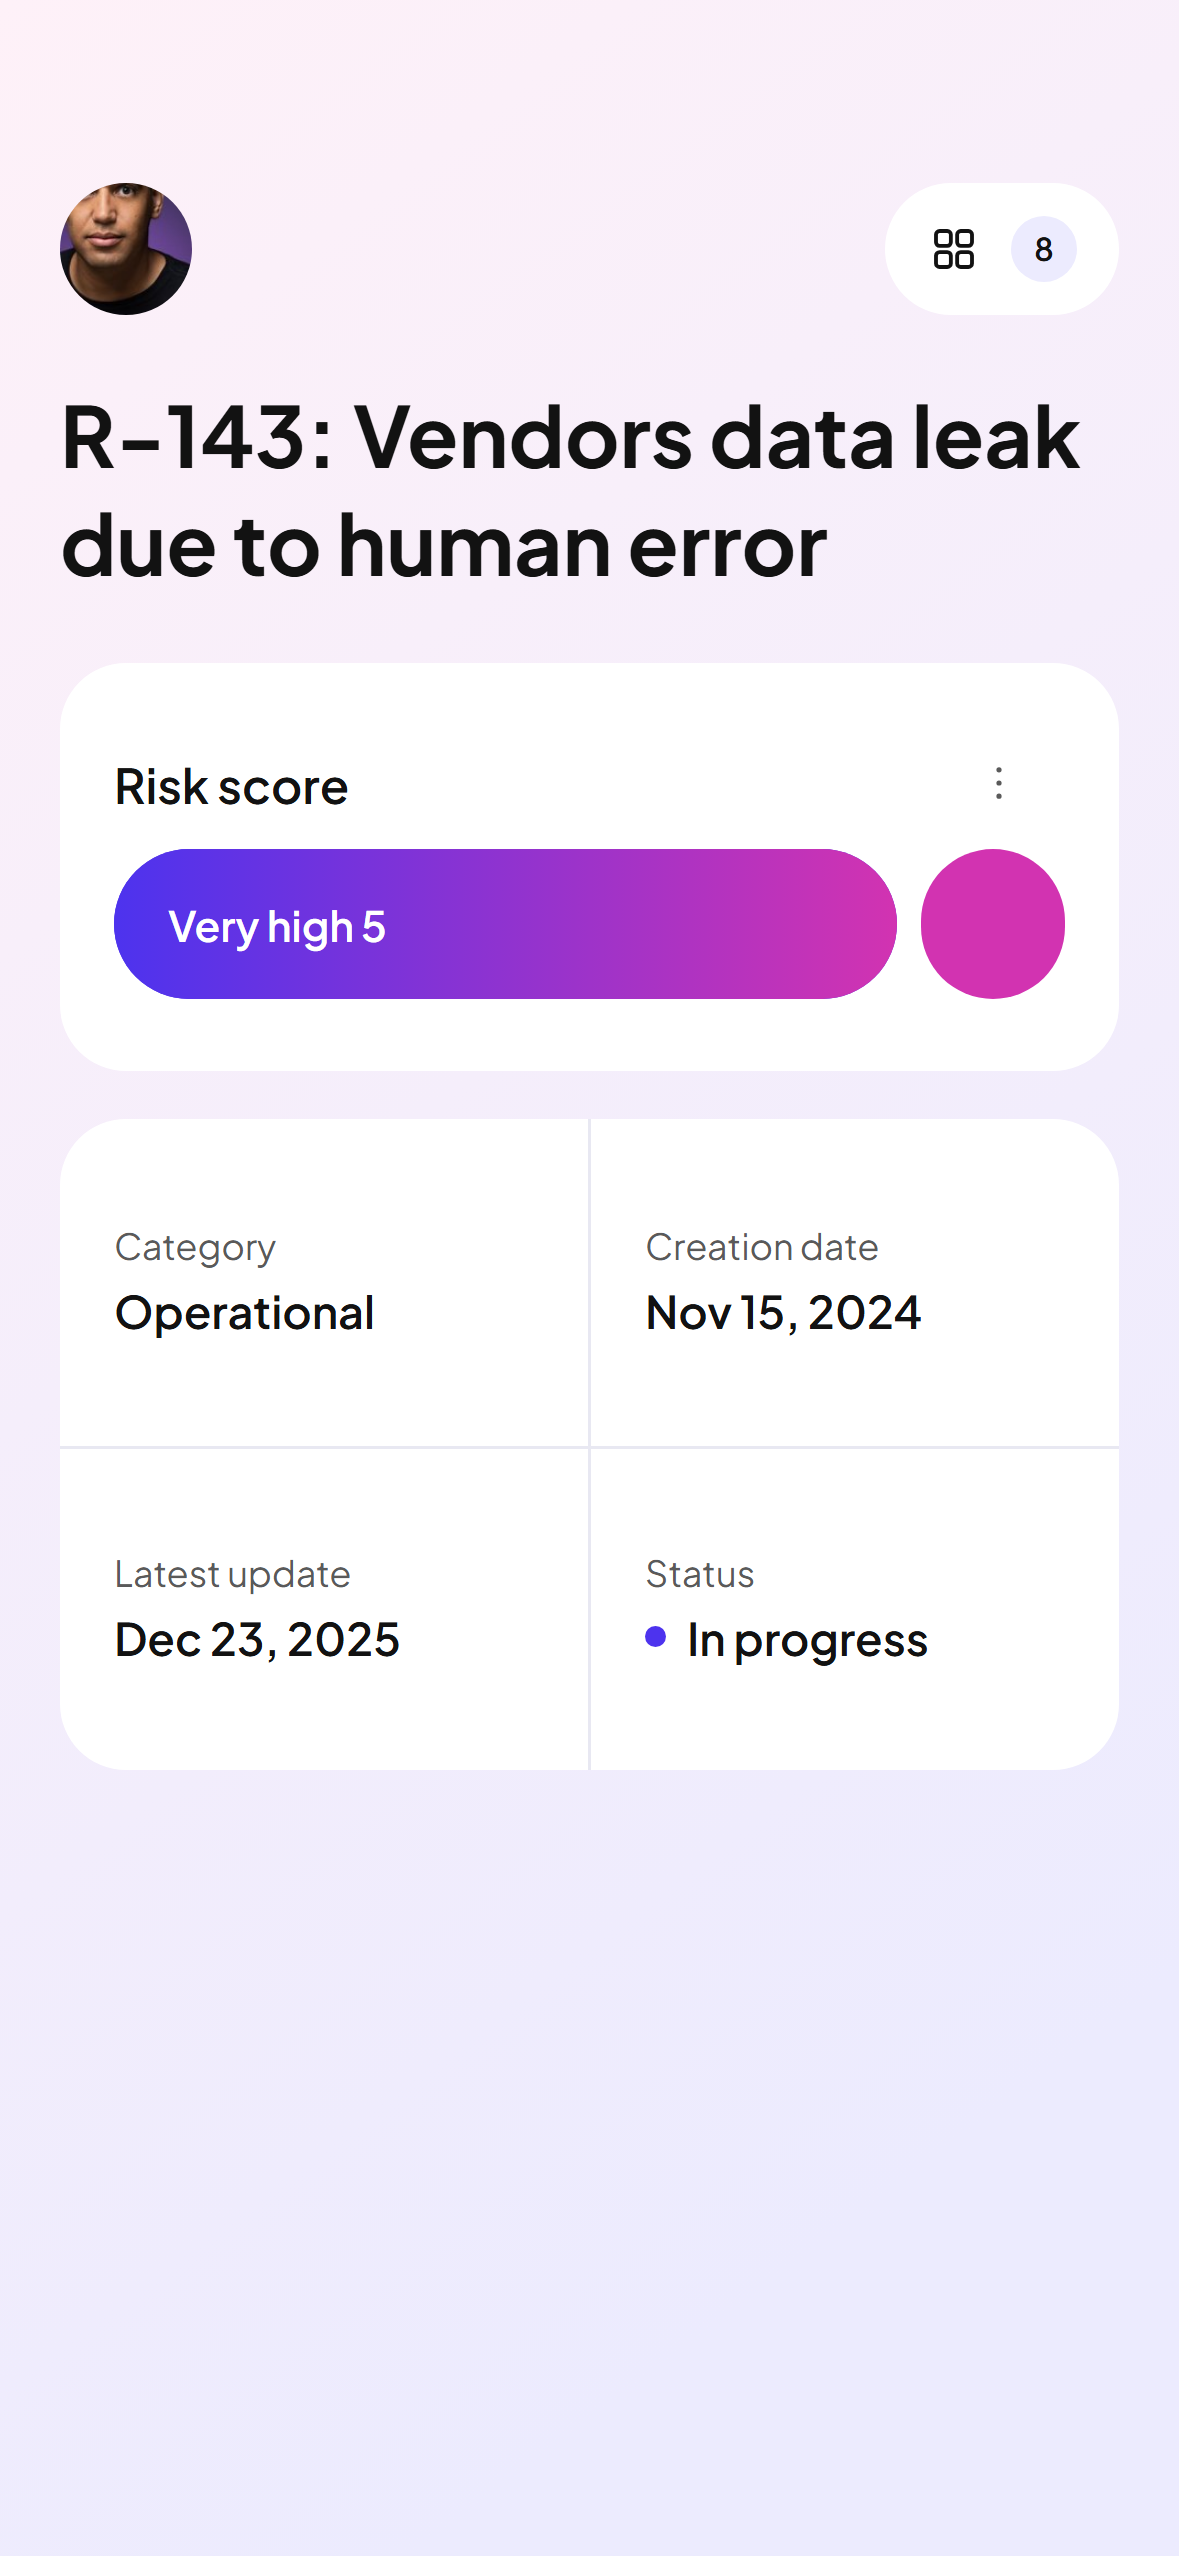 8
R–143: Vendors data leak
due to human error
Risk score
Very high 5
Category
Operational
Creation date
Nov 15, 2024
Latest update
Dec 23, 2025
Status
In progress